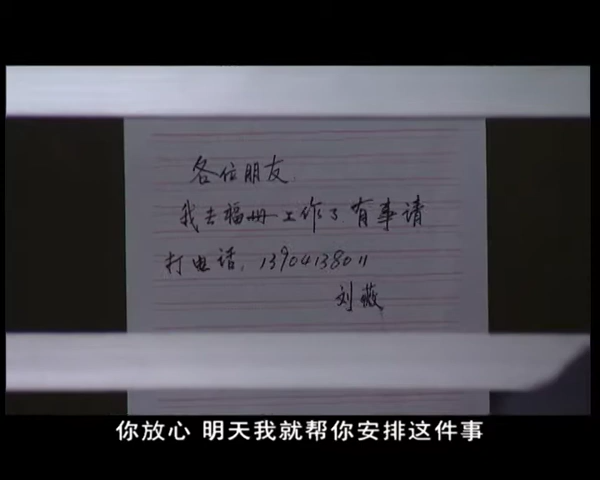 各位朋友
我去福州工作了有事请
打电话，13904138011
刘薇
你放心 明天我就帮你安排这件事